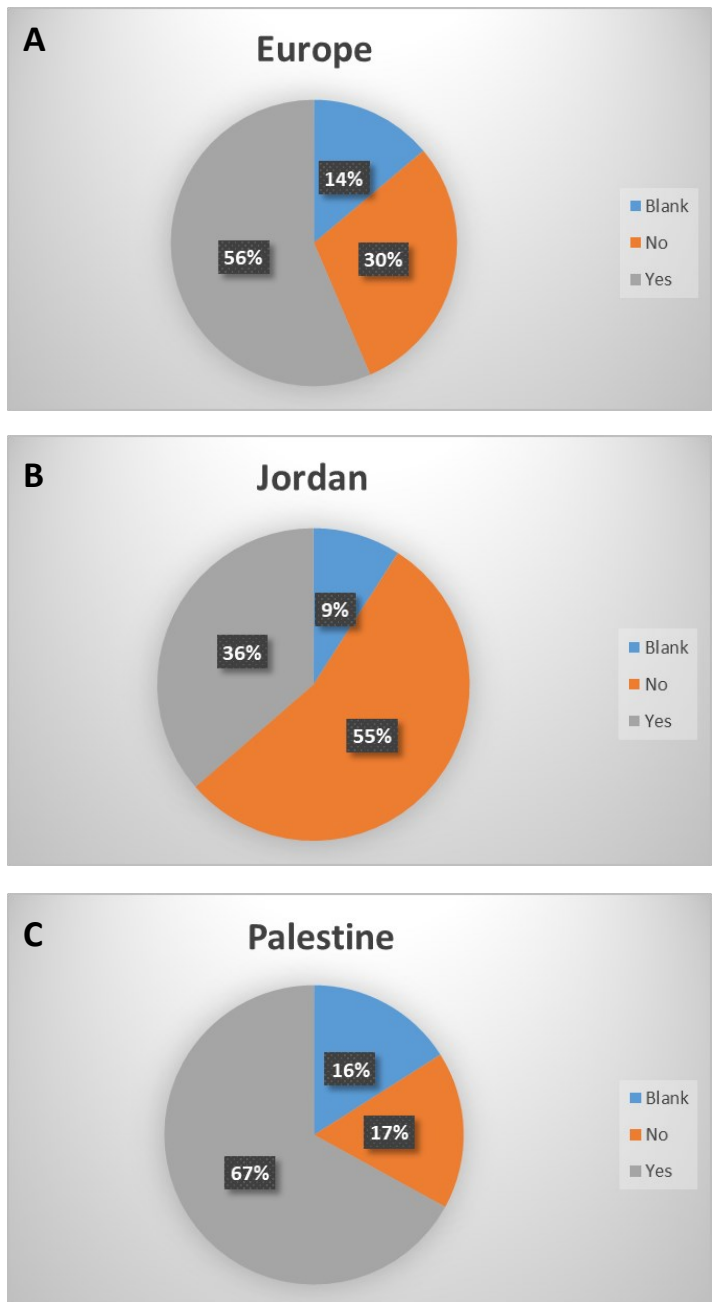 A
Europe
14%
56%
30%
Blank
No
Yes
B
Jordan
9%
36%
55%
Blank
No
Yes
C
Palestine
16%
17%
67%
Blank
No
Yes